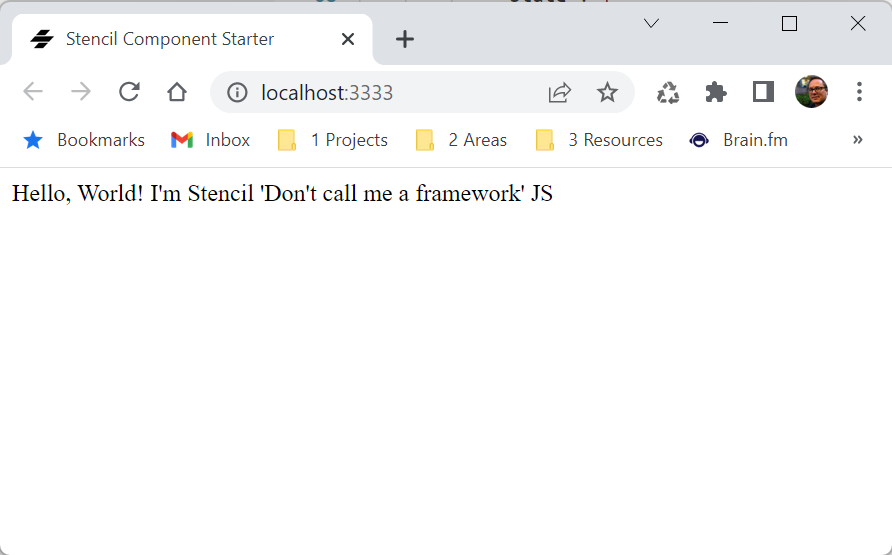 Stencil Component Starter
localhost:3333
Bookmarks Inbox 1 Projects 2 Areas 3 Resources Brain.fm »
Hello, World! I'm Stencil 'Don't call me a framework' JS